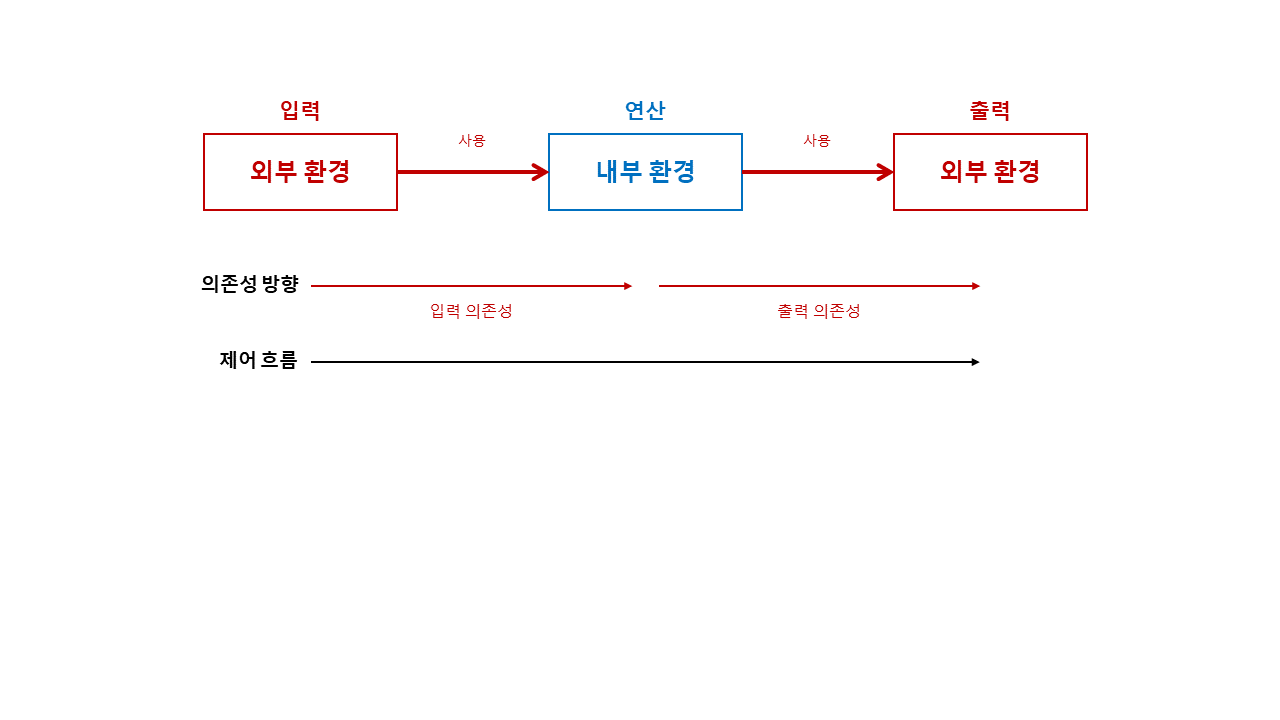 입력
연산
출력
외부 환경
사용
내부 환경
사용
외부 환경
의존성 방향
입력 의존성
출력 의존성
제어 흐름